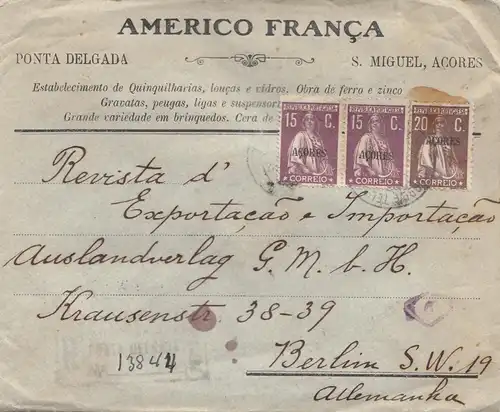 AMERICO FRANÇA
PONTA DELGADA
S. MIGUEL, AÇORES
Estabelecimento de Quinquilharias, louças e vidros. Obra de ferro e zinco
Gravatas, peugas, ligas e
Grande variedade em brinquedos. Cera de
REPUBLICA PORTUGUESA
15 C.
AÇORES
CORREIO
REPUBLICA PORTUGUESA
15 C.
AÇORES
CORREIO
REPUBLICA PORTUGUESA
20 C.
AÇORES
CORREIO
Revista d'
Exportação e Importação
Auslandverlag G. m. b. H.
Krausenstr 38-39
13844
Berlim S.W. 19
Allemanha